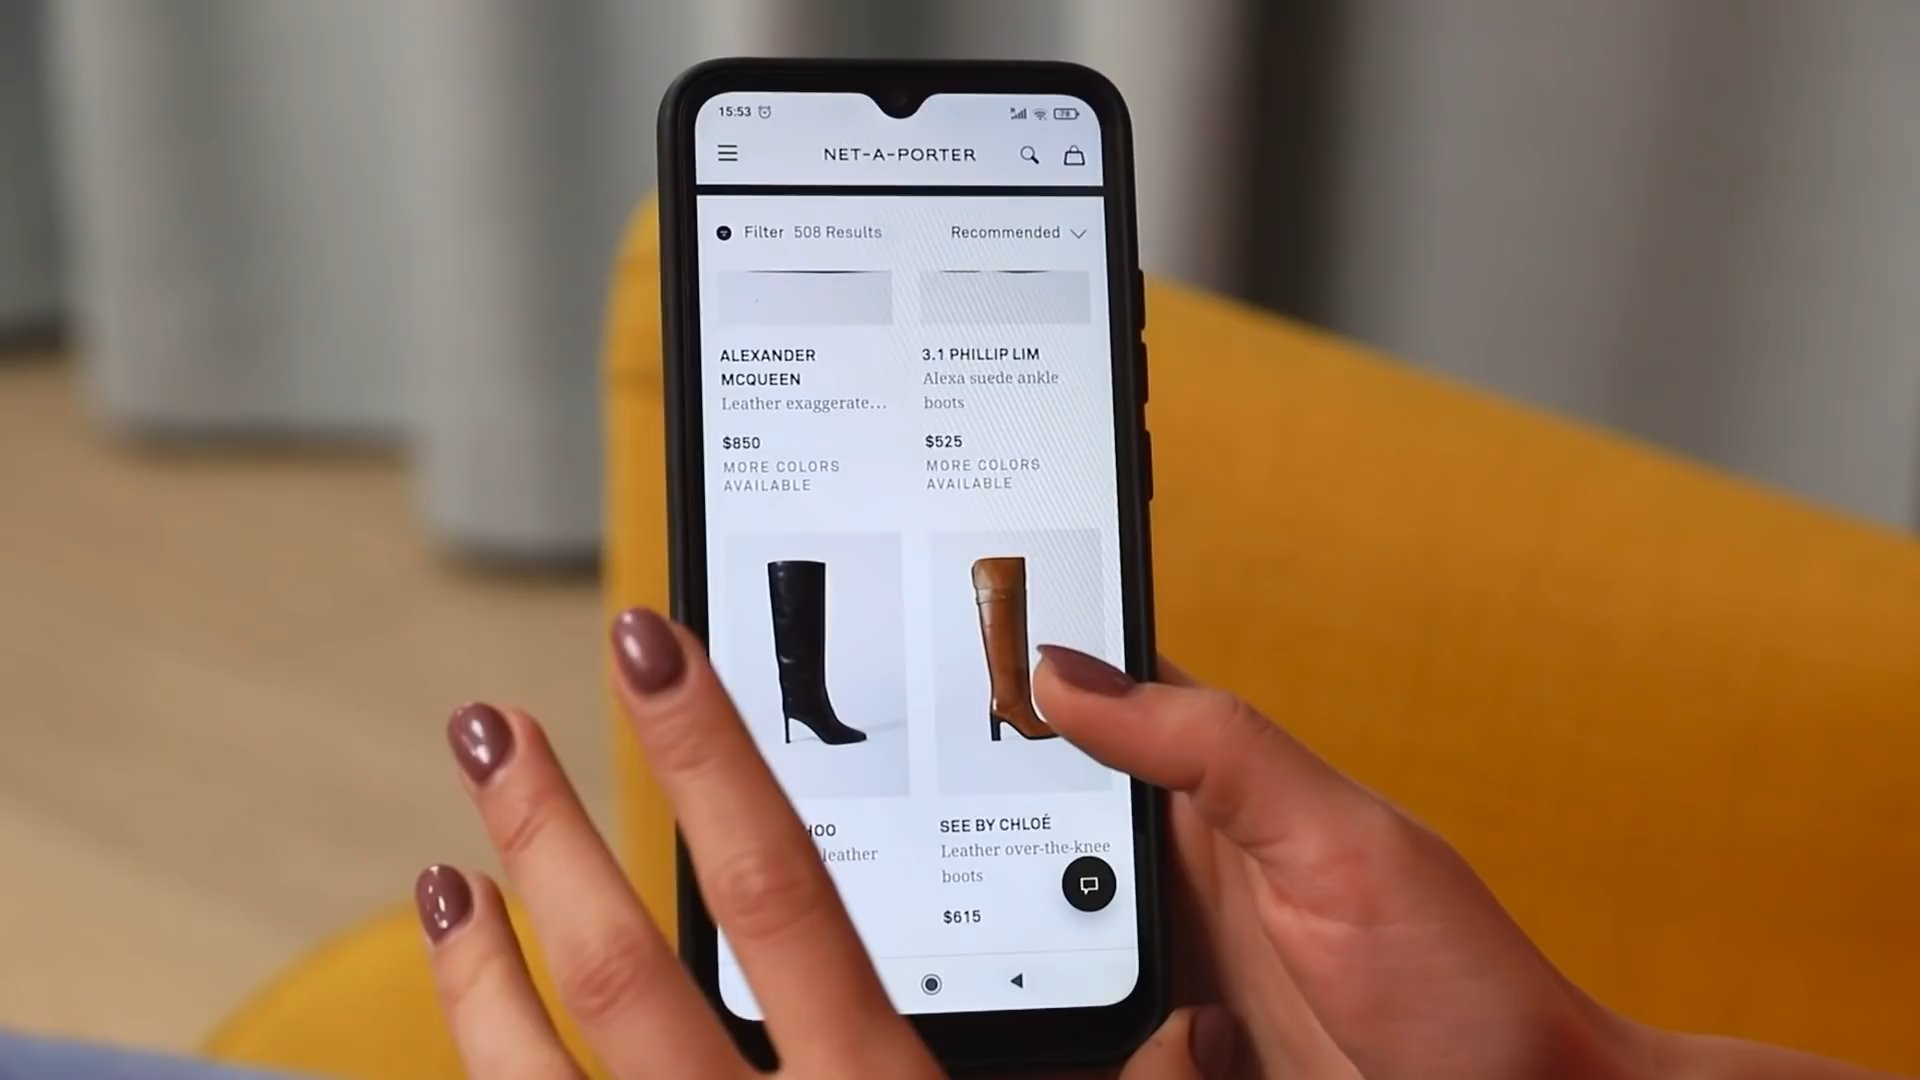 15:53
78
NET-A-PORTER
Filter 508 Results
Recommended
ALEXANDER
MCQUEEN
Leather exaggerate...
$850
MORE COLORS
AVAILABLE
3.1 PHILLIP LIM
Alexa suede ankle
boots
$525
MORE COLORS
AVAILABLE
HOO
leather
SEE BY CHLOÉ
Leather over-the-knee
boots
$615